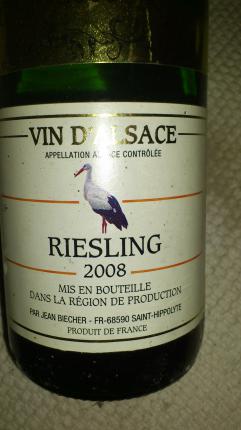 VIN D'ALSACE
APPELLATION ALSACE CONTRÔLÉE
RIESLING
2008
MIS EN BOUTEILLE
DANS LA RÉGION DE PRODUCTION
PAR JEAN BIECHER - FR-68590 SAINT-HIPPOLYTE
PRODUIT DE FRANCE